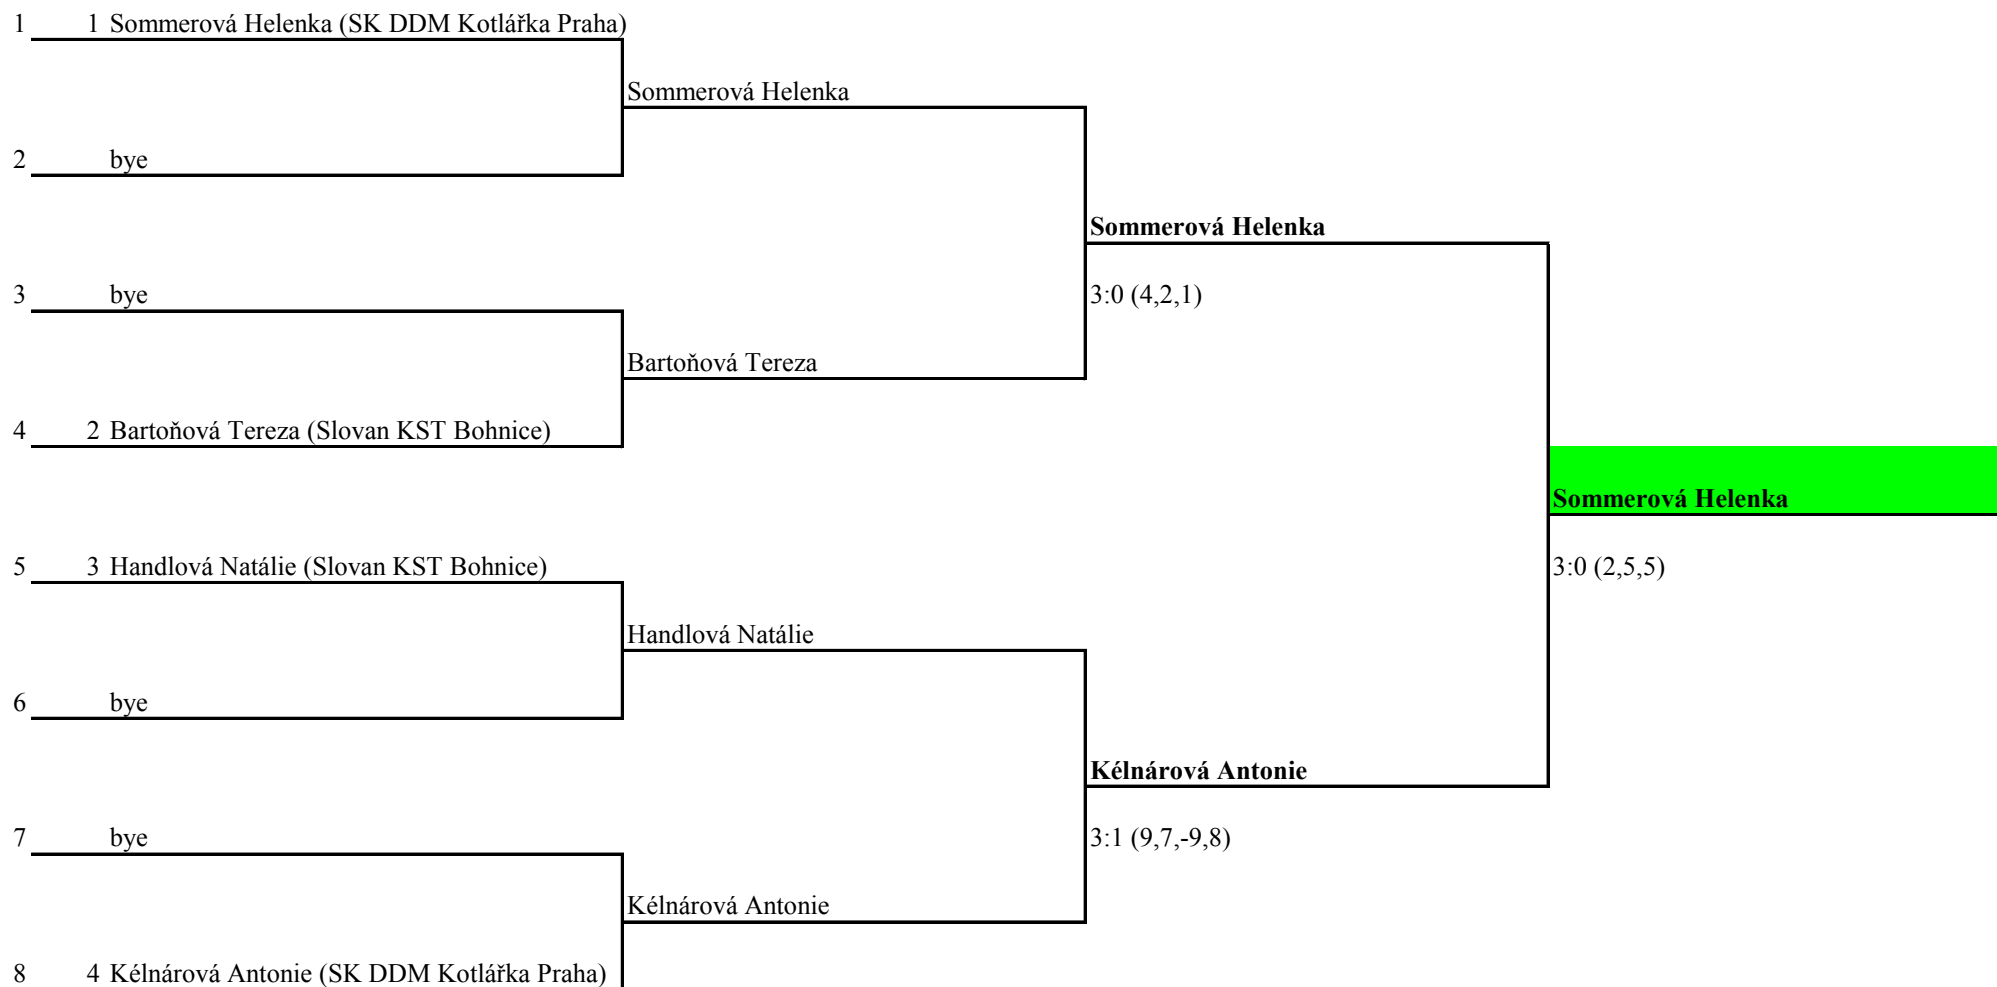 1 1 Sommerová Helenka (SK DDM Kotlářka Praha)
Sommerová Helenka
2 bye
Sommerová Helenka
3 bye
3:0 (4,2,1)
Bartoňová Tereza
4 2 Bartoňová Tereza (Slovan KST Bohnice)
Sommerová Helenka
5 3 Handlová Natálie (Slovan KST Bohnice)
3:0 (2,5,5)
Handlová Natálie
6 bye
Kélnárová Antonie
7 bye
3:1 (9,7,-9,8)
Kélnárová Antonie
8 4 Kélnárová Antonie (SK DDM Kotlářka Praha)